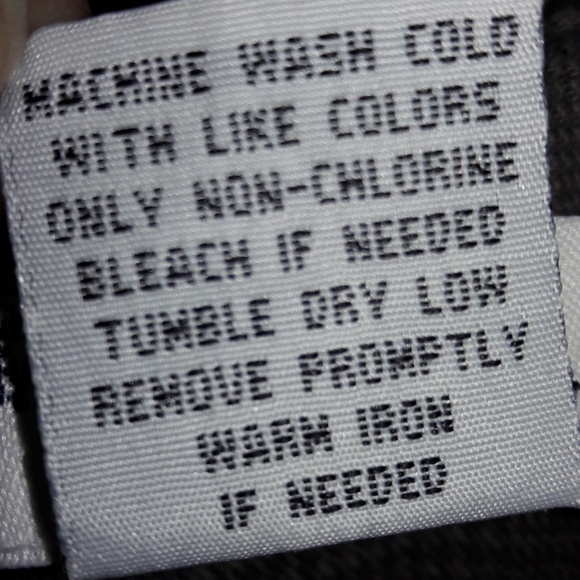 MACHINE WASH COLD
WITH LIKE COLORS
ONLY NON-CHLORINE
BLEACH IF NEEDED
TUMBLE DRY LOW
REMOVE PROMPTLY
WARM IRON
IF NEEDED